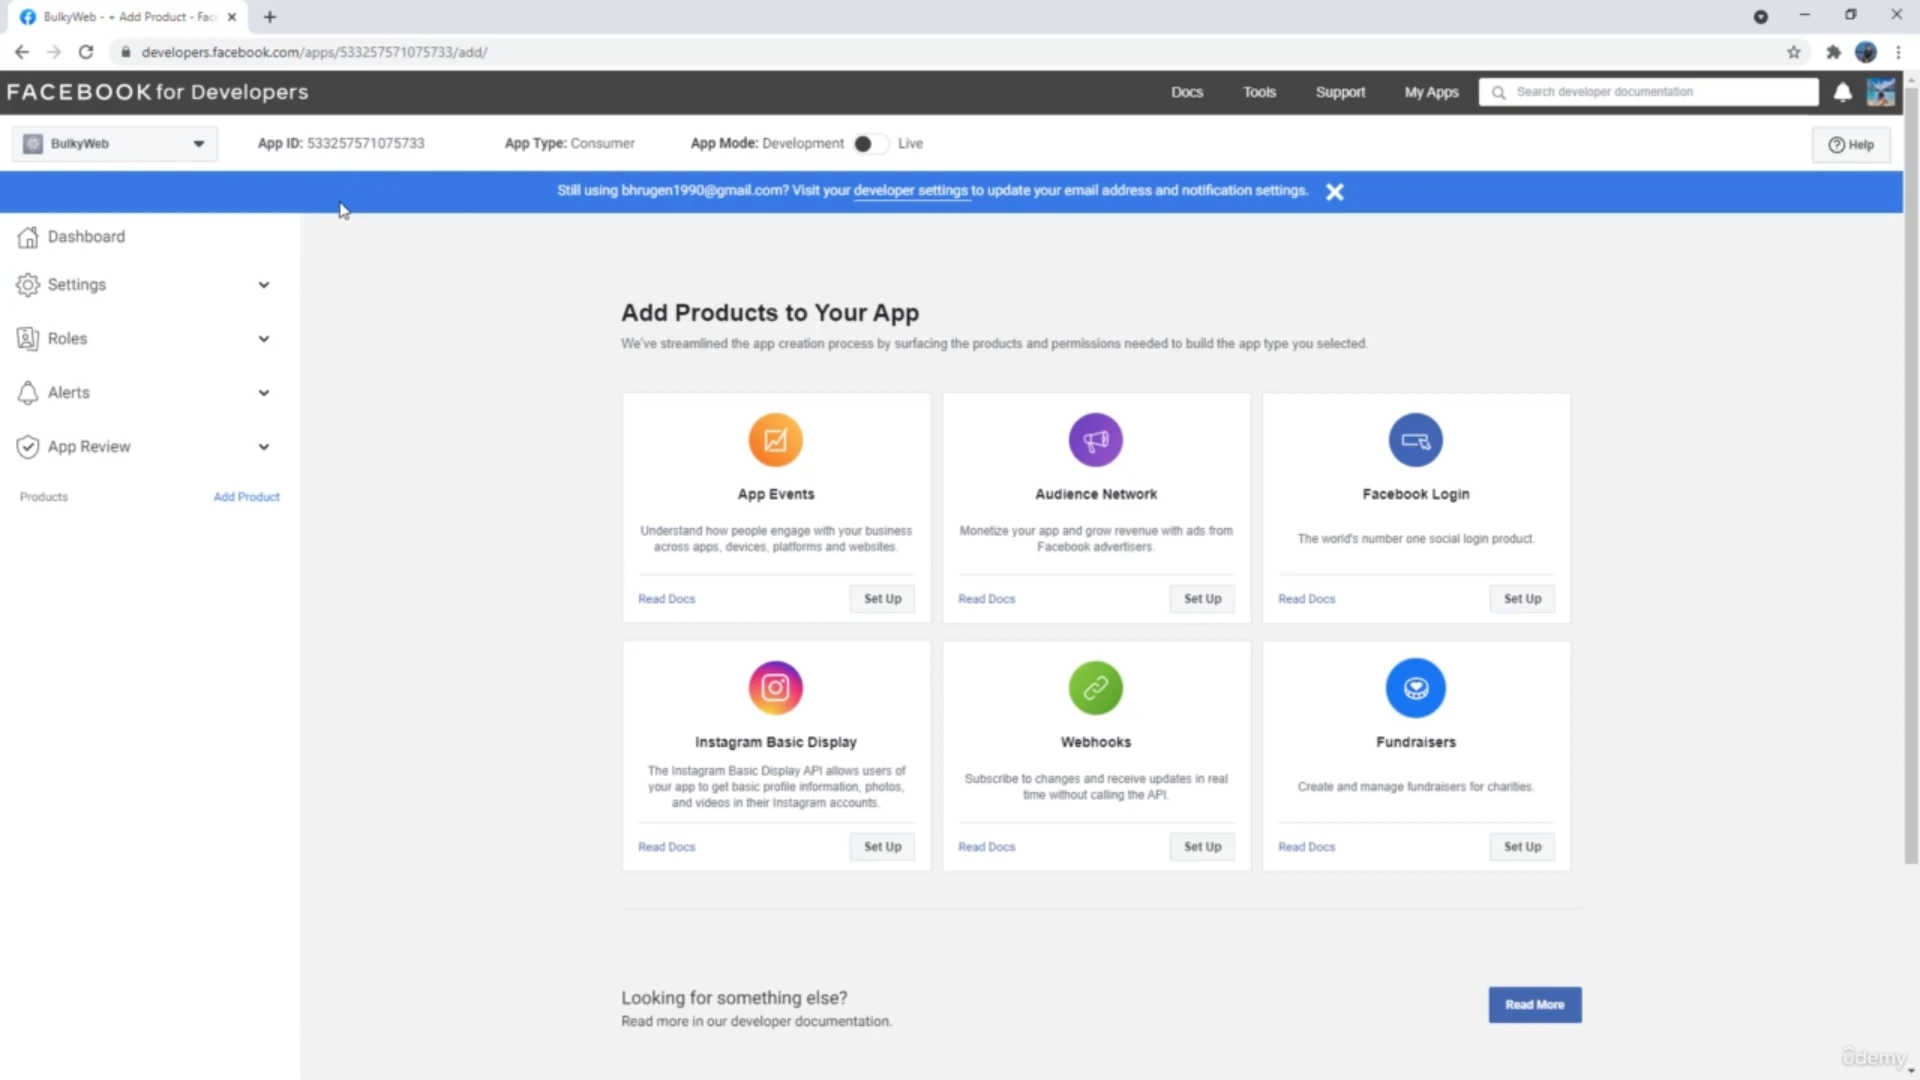 BulkyWeb - + Add Product - Fac
developers.facebook.com/apps/533257571075733/add/
FACEBOOK for Developers
Docs
Tools
Support
My Apps
Search developer documentation
BulkyWeb
App ID: 533257571075733
App Type: Consumer
App Mode: Development
Live
Help
Still using bhrugen1990@gmail.com? Visit your developer settings to update your email address and notification settings.
Dashboard
Settings
Roles
Alerts
App Review
Products
Add Product
Add Products to Your App
We've streamlined the app creation process by surfacing the products and permissions needed to build the app type you selected.
App Events
Understand how people engage with your business
across apps, devices, platforms and websites.
Read Docs
Set Up
Audience Network
Monetize your app and grow revenue with ads from
Facebook advertisers.
Read Docs
Set Up
Facebook Login
The world's number one social login product.
Read Docs
Set Up
Instagram Basic Display
The Instagram Basic Display API allows users of
your app to get basic profile information, photos,
and videos in their Instagram accounts.
Read Docs
Set Up
Webhooks
Subscribe to changes and receive updates in real
time without calling the API.
Read Docs
Set Up
Fundraisers
Create and manage fundraisers for charities.
Read Docs
Set Up
Looking for something else?
Read more in our developer documentation.
Read More
ûdemy